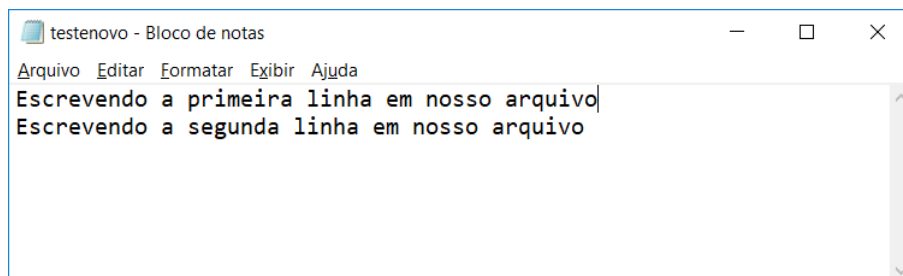 testenovo - Bloco de notas
Arquivo Editar Formatar Exibir Ajuda
Escrevendo a primeira linha em nosso arquivo
Escrevendo a segunda linha em nosso arquivo